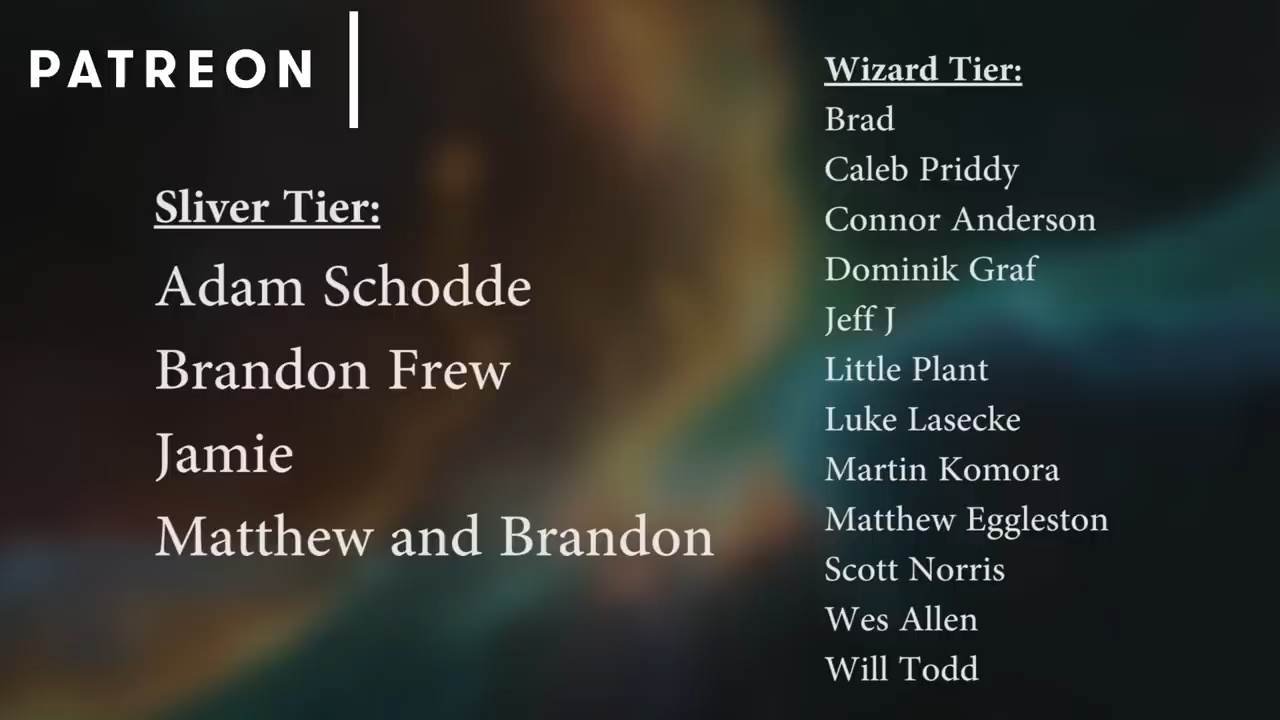 PATREON
Sliver Tier:
Adam Schodde
Brandon Frew
Jamie
Matthew and Brandon
Wizard Tier:
Brad
Caleb Priddy
Connor Anderson
Dominik Graf
Jeff J
Little Plant
Luke Lasecke
Martin Komora
Matthew Eggleston
Scott Norris
Wes Allen
Will Todd